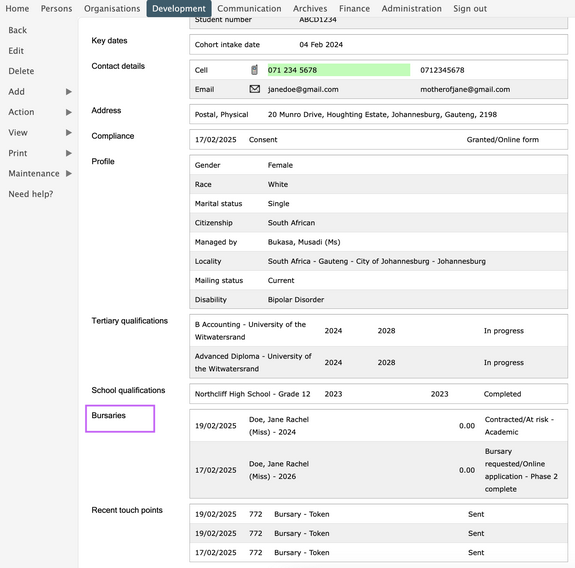 Home Persons Organisations Development Communication Archives Finance Administration Sign out
Back
Edit
Delete
Add
Action
View
Print
Maintenance
Need help?
Student number ABCD1234
Key dates
Cohort intake date 04 Feb 2024
Contact details
Cell 071 234 5678 0712345678
Email janedoe@gmail.com motherofjane@gmail.com
Address
Postal, Physical 20 Munro Drive, Houghting Estate, Johannesburg, Gauteng, 2198
Compliance
17/02/2025 Consent Granted/Online form
Profile
Gender Female
Race White
Marital status Single
Citizenship South African
Managed by Bukasa, Musadi (Ms)
Locality South Africa - Gauteng - City of Johannesburg - Johannesburg
Mailing status Current
Disability Bipolar Disorder
Tertiary qualifications
B Accounting - University of the
Witwatersrand 2024 2028 In progress
Advanced Diploma - University of
the Witwatersrand 2024 2028 In progress
School qualifications
Northcliff High School - Grade 12 2023 2023 Completed
Bursaries
19/02/2025 Doe, Jane Rachel
(Miss) - 2024 0.00 Contracted/At risk -
Academic
17/02/2025 Doe, Jane Rachel
(Miss) - 2026 0.00 Bursary
requested/Online
application - Phase 2
complete
Recent touch points
19/02/2025 772 Bursary - Token Sent
19/02/2025 772 Bursary - Token Sent
17/02/2025 772 Bursary - Token Sent